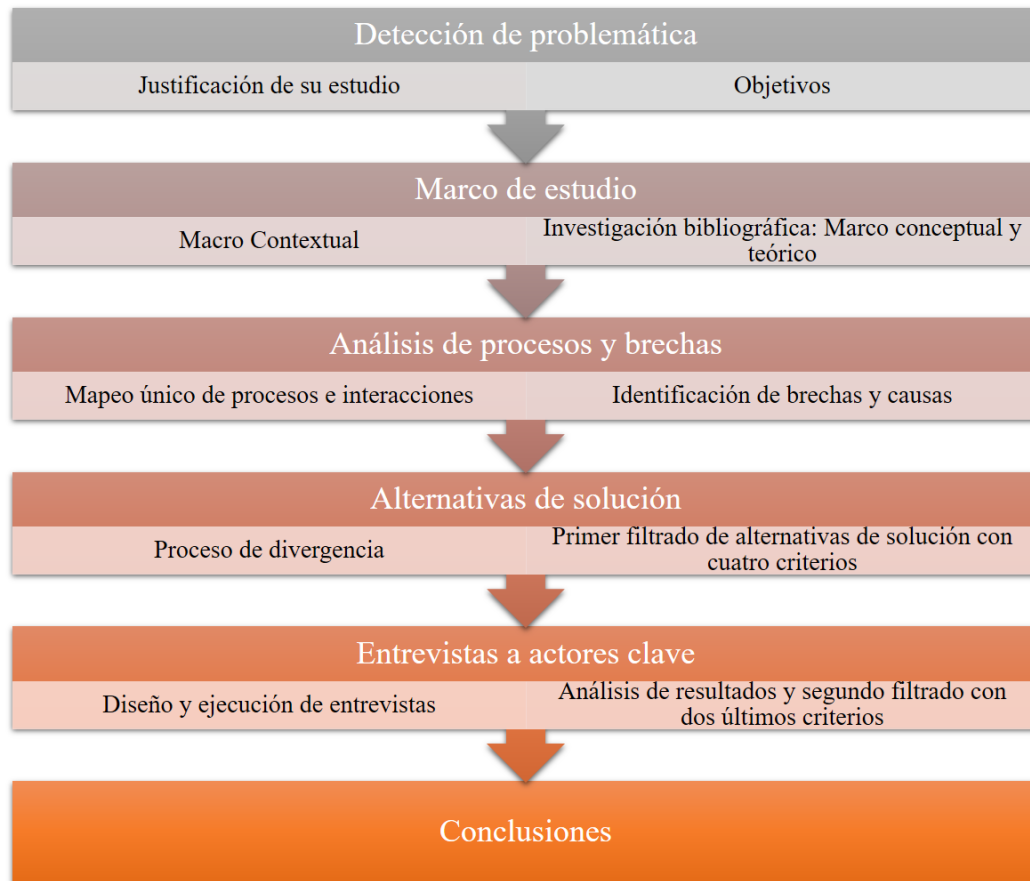 Detección de problemática
Justificación de su estudio
Objetivos
Marco de estudio
Macro Contextual
Investigación bibliográfica: Marco conceptual y
teórico
Análisis de procesos y brechas
Mapeo único de procesos e interacciones
Identificación de brechas y causas
Alternativas de solución
Proceso de divergencia
Primer filtrado de alternativas de solución con
cuatro criterios
Entrevistas a actores clave
Diseño y ejecución de entrevistas
Análisis de resultados y segundo filtrado con
dos últimos criterios
Conclusiones